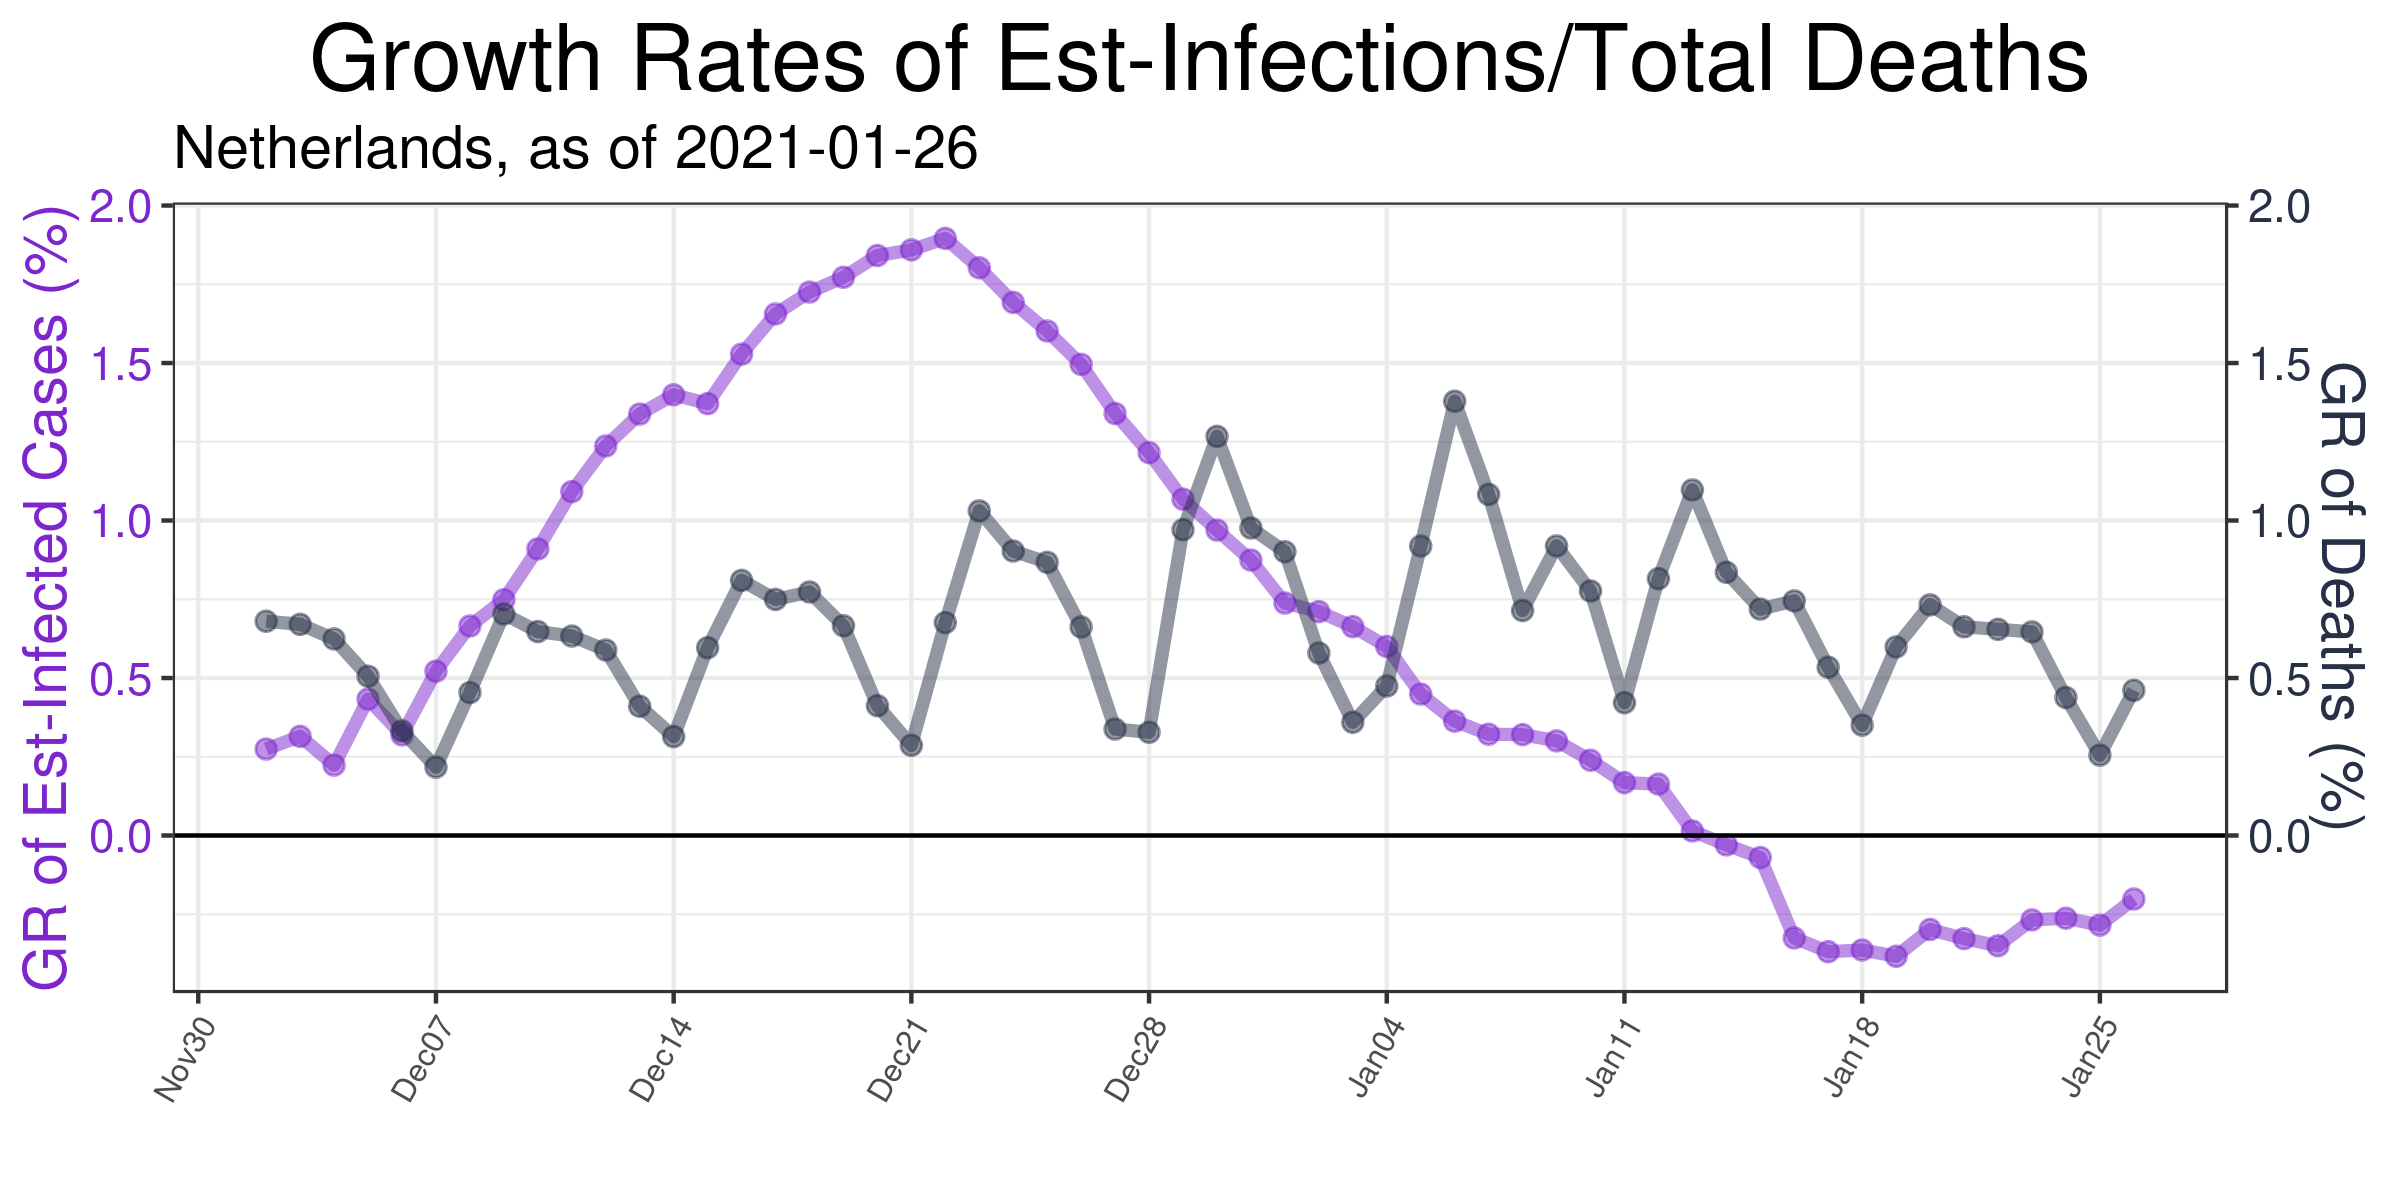 Growth Rates of Est-Infections/Total Deaths
Netherlands, as of 2021-01-26
GR of Est-Infected Cases (%)
2.0
1.5
1.0
0.5
0.0
2.0
1.5
1.0
0.5
0.0
GR of Deaths (%)
Nov30
Dec07
Dec14
Dec21
Dec28
Jan04
Jan11
Jan18
Jan25